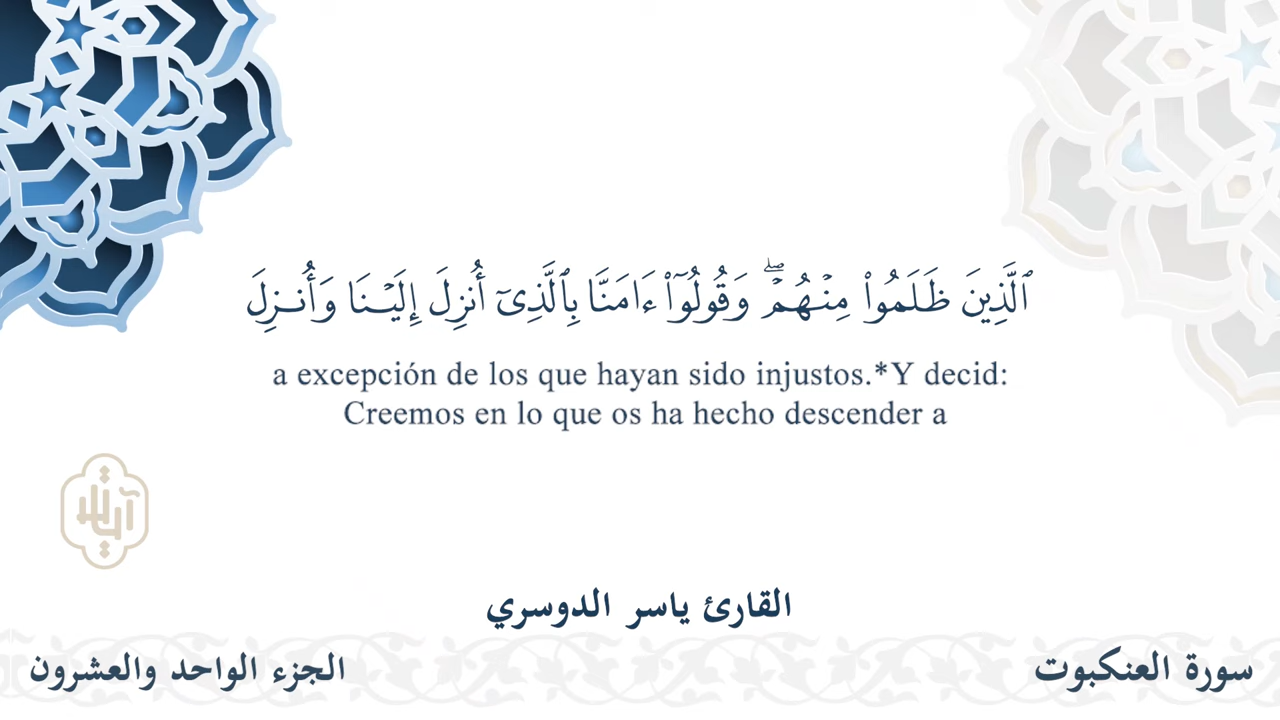 ٱلَّذِينَ ظَلَمُوا۟ مِنْهُمْ ۖ وَقُولُوٓا۟ ءَامَنَّا بِٱلَّذِىٓ أُنزِلَ إِلَيْنَا وَأُنزِلَ
a excepción de los que hayan sido injustos.*Y decid:
Creemos en lo que os ha hecho descender a
القارئ ياسر الدوسري
سورة العنكبوت
الجزء الواحد والعشرون